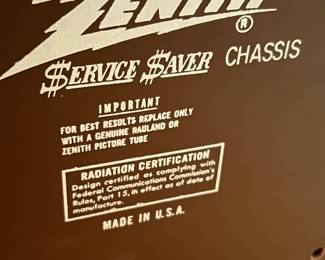 ZENITH
®
$ERVICE $AVER CHASSIS
IMPORTANT
FOR BEST RESULTS REPLACE ONLY
WITH A GENUINE RAULAND OR
ZENITH PICTURE TUBE
RADIATION CERTIFICATION
Design certified as complying with
Federal Communications Commission's
Rules, Part 15, in effect as of date of
manufacture.
MADE IN U.S.A.